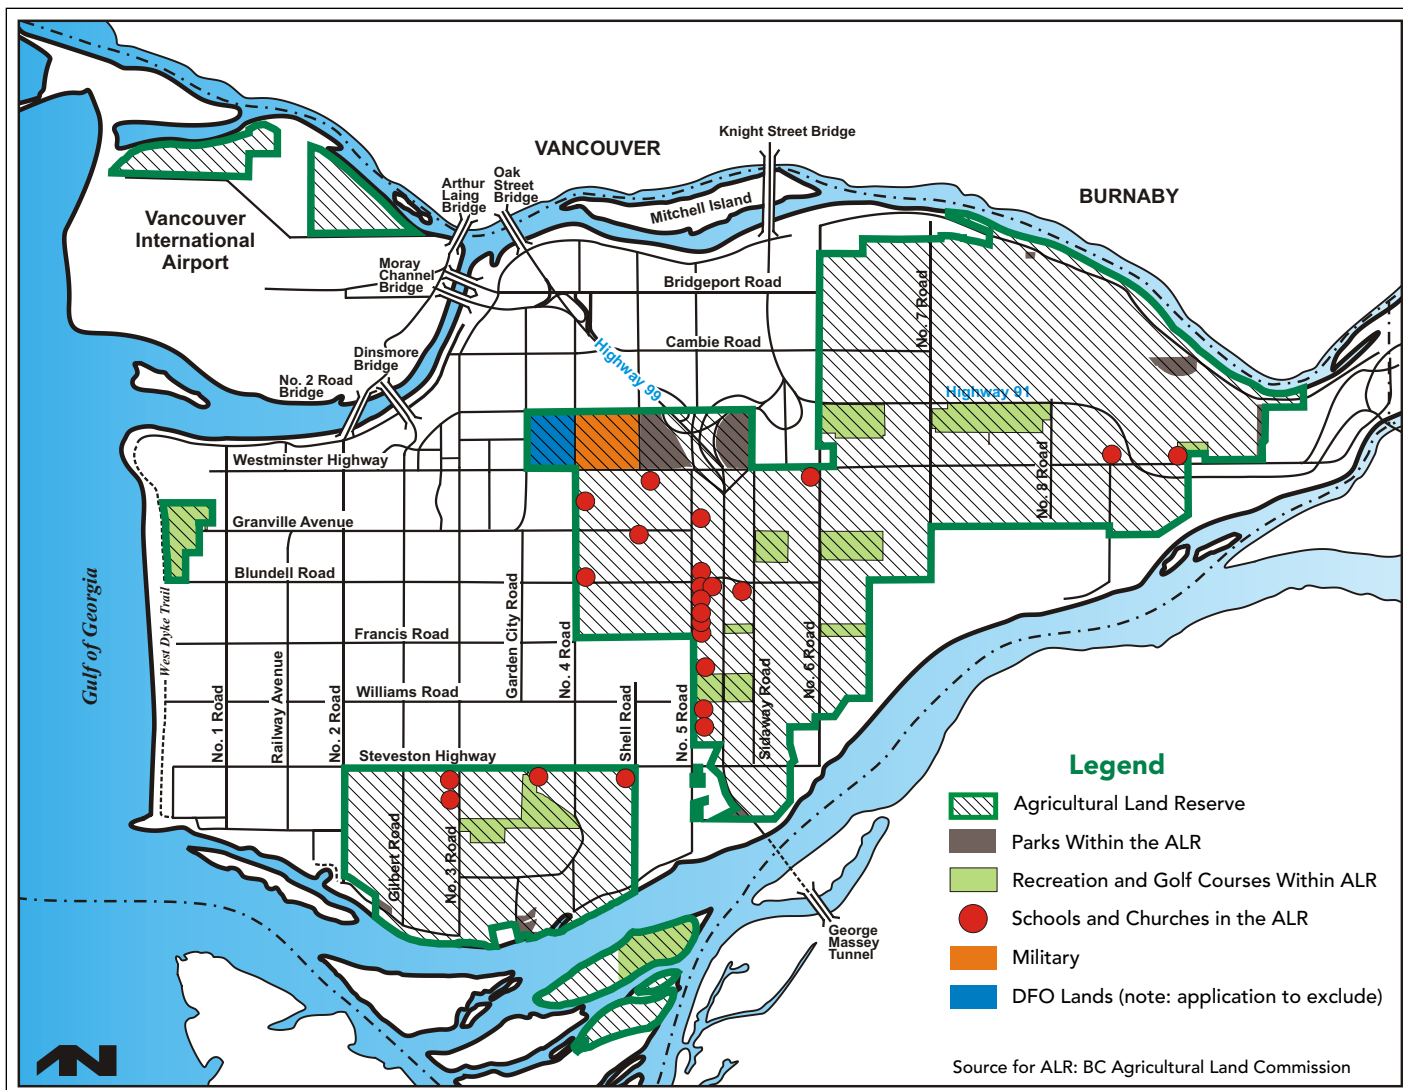 Knight Street Bridge
VANCOUVER
Oak
Street
Bridge
Arthur
Laing
Bridge
Mitchell Island
BURNABY
Vancouver
International
Airport
Moray
Channel
Bridge
Bridgeport Road
No. 7 Road
Cambie Road
Dinsmore
Bridge
Highway 99
No. 2 Road
Bridge
Highway 91
Westminster Highway
No. 8 Road
Granville Avenue
Blundell Road
Gulf of Georgia
West Dyke Trail
Garden City Road
Francis Road
No. 4 Road
No. 6 Road
Williams Road
No. 1 Road
Railway Avenue
No. 2 Road
Shell Road
No. 5 Road
Sidaway Road
Steveston Highway
Gilbert Road
No. 3 Road
George
Massey
Tunnel
Legend
Agricultural Land Reserve
Parks Within the ALR
Recreation and Golf Courses Within ALR
Schools and Churches in the ALR
Military
DFO Lands (note: application to exclude)
Source for ALR: BC Agricultural Land Commission
N